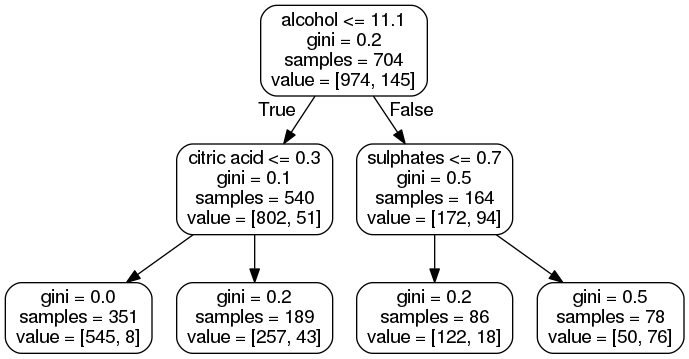 alcohol <= 11.1
gini = 0.2
samples = 704
value = [974, 145]
True
False
citric acid <= 0.3
gini = 0.1
samples = 540
value = [802, 51]
sulphates <= 0.7
gini = 0.5
samples = 164
value = [172, 94]
gini = 0.0
samples = 351
value = [545, 8]
gini = 0.2
samples = 189
value = [257, 43]
gini = 0.2
samples = 86
value = [122, 18]
gini = 0.5
samples = 78
value = [50, 76]